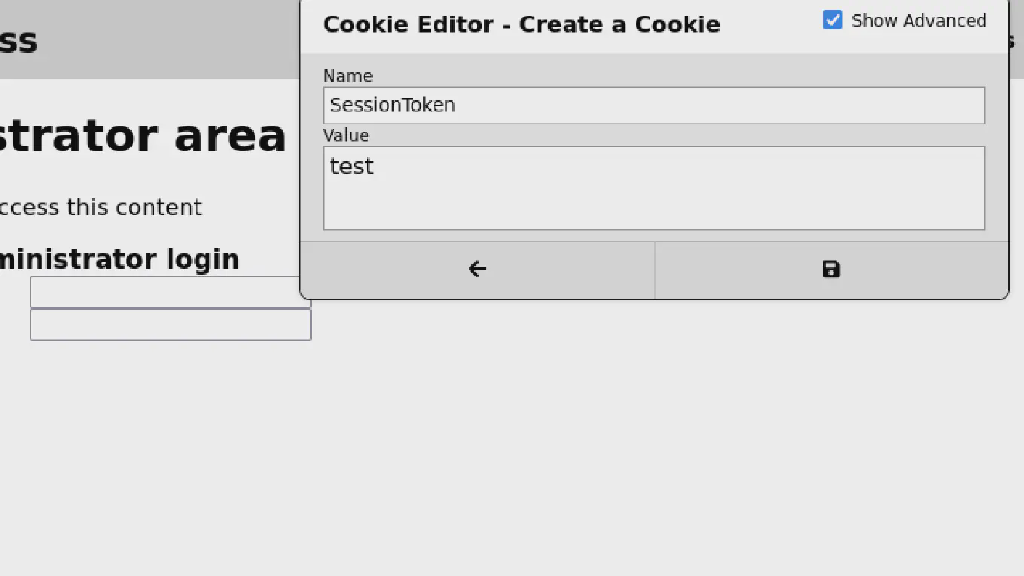 ss
Cookie Editor - Create a Cookie
Show Advanced
s
Name
SessionToken
Value
test
strator area
ccess this content
ministrator login